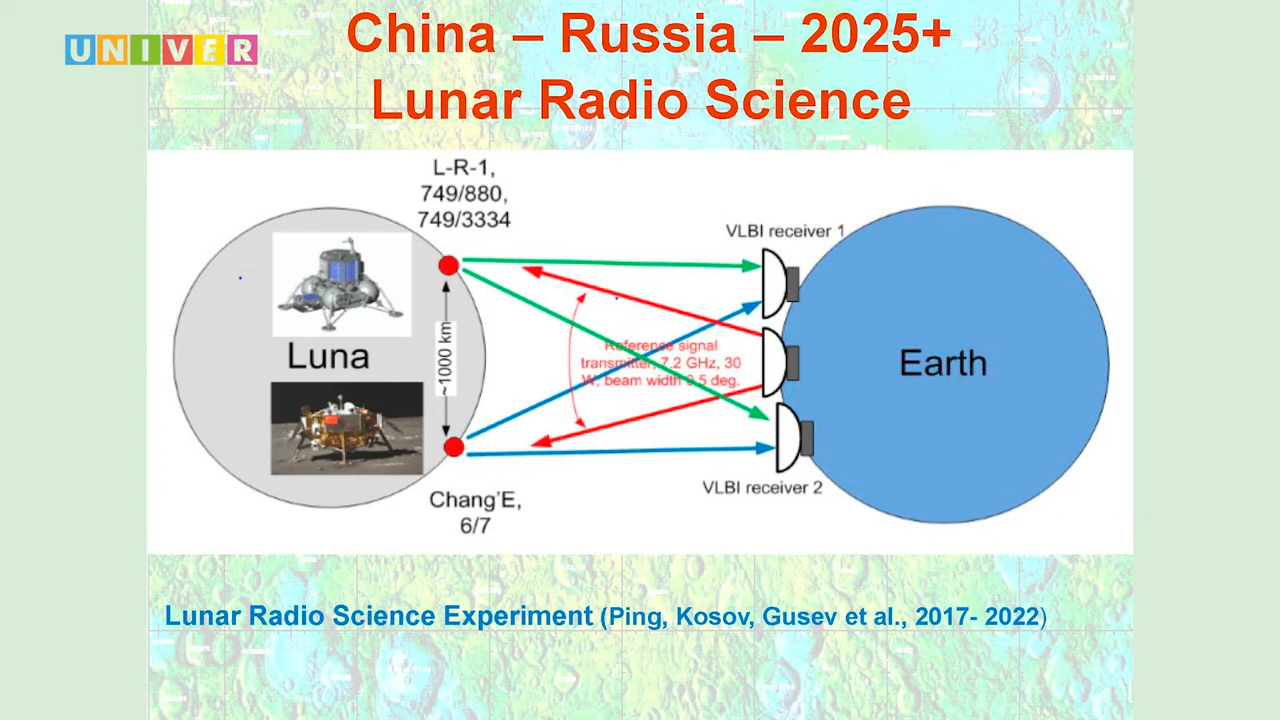 UNIVER
China – Russia – 2025+
Lunar Radio Science
L-R-1,
749/880,
749/3334
VLBI receiver 1
Luna
~1000 km
Reference signal
transmitter, 7.2 GHz, 30
W, beam width 0.5 deg.
Earth
VLBI receiver 2
Chang'E,
6/7
Lunar Radio Science Experiment (Ping, Kosov, Gusev et al., 2017- 2022)